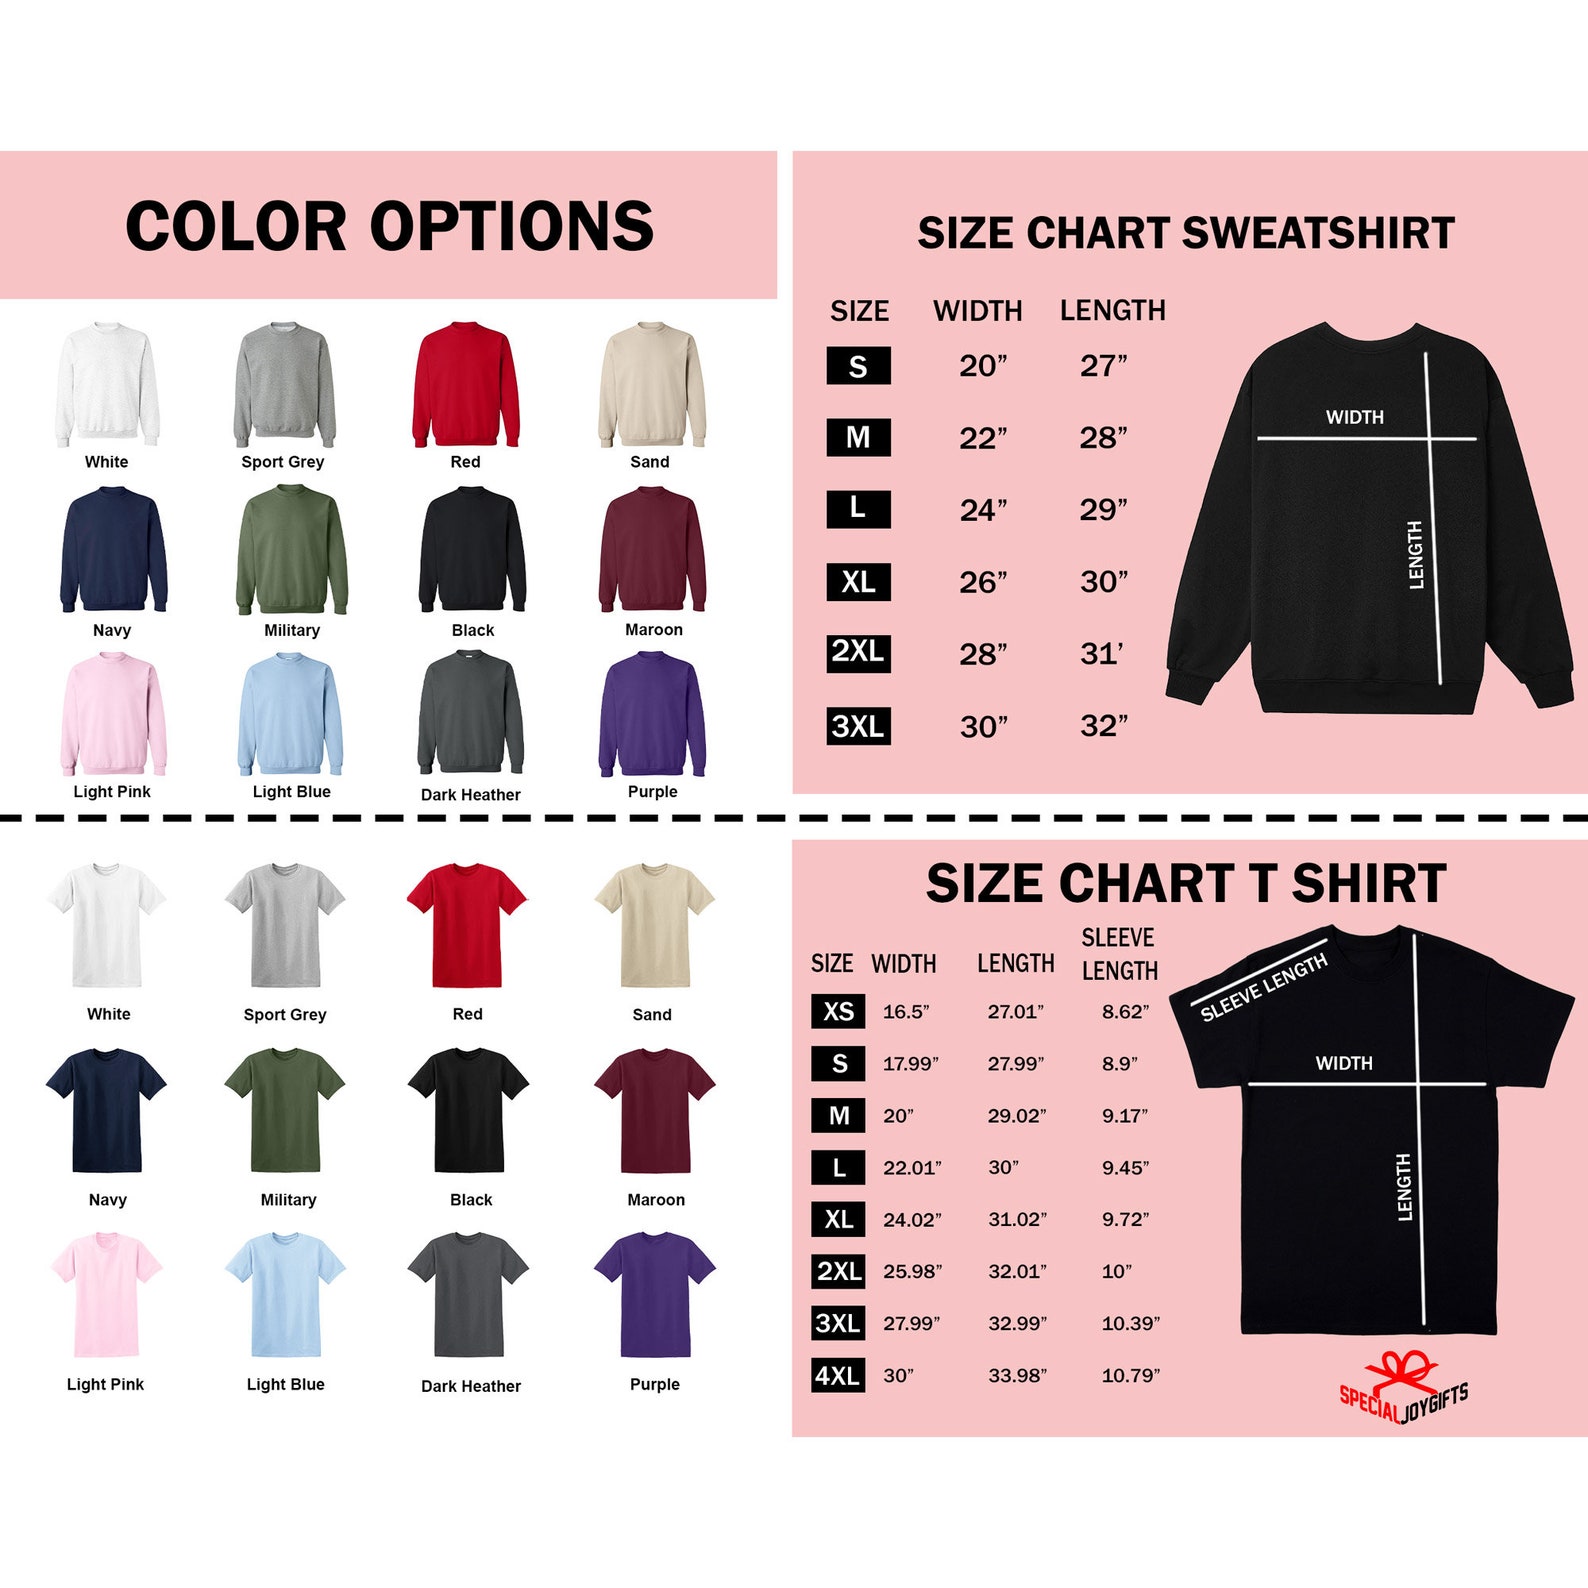 COLOR OPTIONS
White Sport Grey Red Sand
Navy Military Black Maroon
Light Pink Light Blue Dark Heather Purple
SIZE CHART SWEATSHIRT
SIZE WIDTH LENGTH
S 20” 27”
M 22” 28”
L 24” 29”
XL 26” 30”
2XL 28” 31’
3XL 30” 32”
WIDTH
LENGTH
White Sport Grey Red Sand
Navy Military Black Maroon
Light Pink Light Blue Dark Heather Purple
SIZE CHART T SHIRT
SIZE WIDTH LENGTH SLEEVE LENGTH
XS 16.5” 27.01” 8.62”
S 17.99” 27.99” 8.9”
M 20” 29.02” 9.17”
L 22.01” 30” 9.45”
XL 24.02” 31.02” 9.72”
2XL 25.98” 32.01” 10”
3XL 27.99” 32.99” 10.39”
4XL 30” 33.98” 10.79”
SLEEVE LENGTH
WIDTH
LENGTH
SPECIALJOYGIFTS